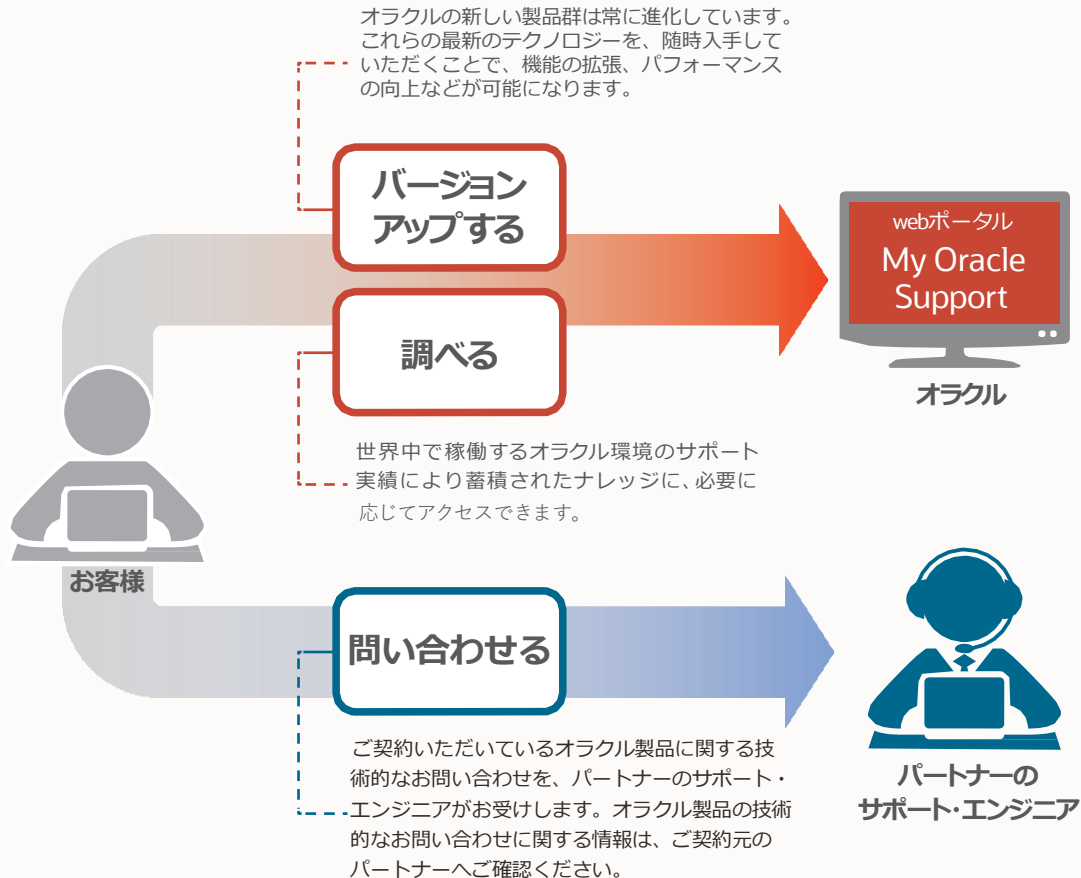 オラクルの新しい製品群は常に進化しています。
これらの最新のテクノロジーを、随時入手して
いただくことで、機能の拡張、パフォーマンス
の向上などが可能になります。
バージョン
アップする
webポータル
My Oracle
Support
調べる
オラクル
世界中で稼働するオラクル環境のサポート
実績により蓄積されたナレッジに、必要に
応じてアクセスできます。
お客様
問い合わせる
ご契約いただいているオラクル製品に関する技
術的なお問い合わせを、パートナーのサポート・
エンジニアがお受けします。オラクル製品の技術
的なお問い合わせに関する情報は、ご契約元の
パートナーへご確認ください。
パートナーの
サポート・エンジニア